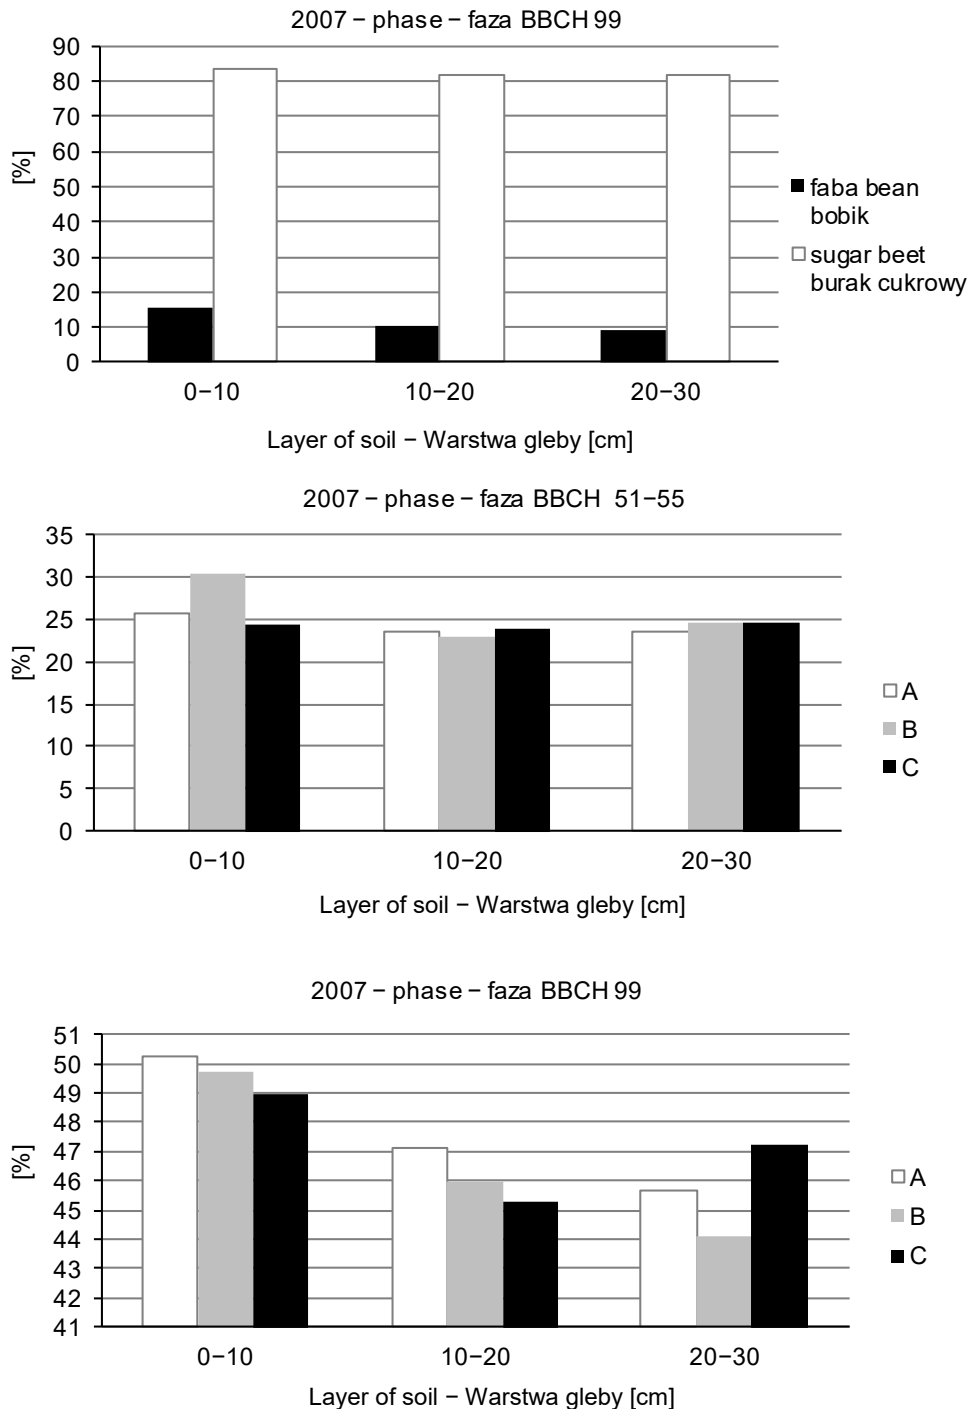 2007 − phase − faza BBCH 99
90
80
70
60
50
40
30
20
10
0
[%]
0−10 10−20 20−30
Layer of soil − Warstwa gleby [cm]
faba bean
bobik
sugar beet
burak cukrowy
2007 − phase − faza BBCH 51−55
35
30
25
20
15
10
5
0
[%]
0−10 10−20 20−30
Layer of soil − Warstwa gleby [cm]
A
B
C
2007 − phase − faza BBCH 99
51
50
49
48
47
46
45
44
43
42
41
[%]
0−10 10−20 20−30
Layer of soil − Warstwa gleby [cm]
A
B
C